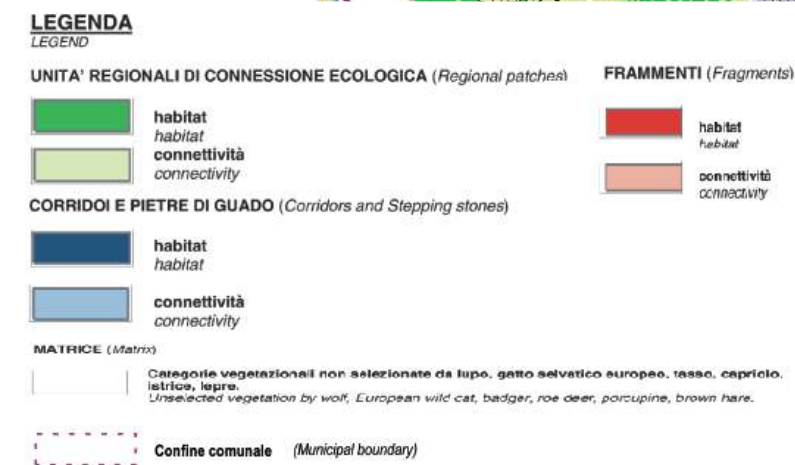 LEGENDA
LEGEND
UNITA' REGIONALI DI CONNESSIONE ECOLOGICA (Regional patches)
habitat
habitat
connettività
connectivity
CORRIDOI E PIETRE DI GUADO (Corridors and Stepping stones)
habitat
habitat
connettività
connectivity
FRAMMENTI (Fragments)
habitat
habitat
connettività
connectivity
MATRICE (Matrix)
Categorie vegetazionali non selezionate da lupo, gatto selvatico europeo, tasso, capriolo,
istrice, lepre.
Unselected vegetation by wolf, European wild cat, badger, roe deer, porcupine, brown hare.
Confine comunale (Municipal boundary)